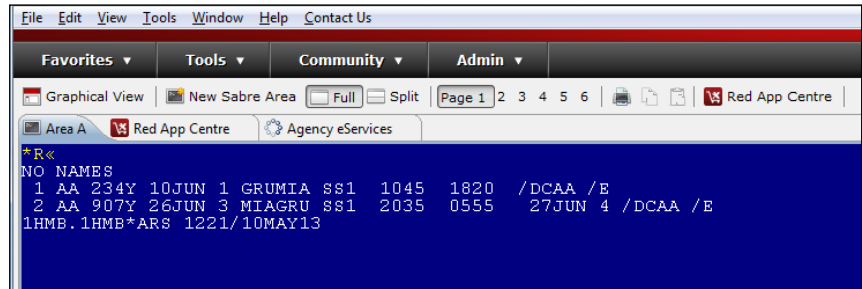 File Edit View Tools Window Help Contact Us
Favorites ▼ Tools ▼ Community ▼ Admin ▼
Graphical View New Sabre Area Full Split Page 1 2 3 4 5 6 Red App Centre
Area A Red App Centre Agency eServices
*R«
NO NAMES
1 AA 234Y 10JUN 1 GRUMIA SS1 1045 1820 /DCAA /E
2 AA 907Y 26JUN 3 MIAGRU SS1 2035 0555 27JUN 4 /DCAA /E
1HMB.1HMB*ARS 1221/10MAY13